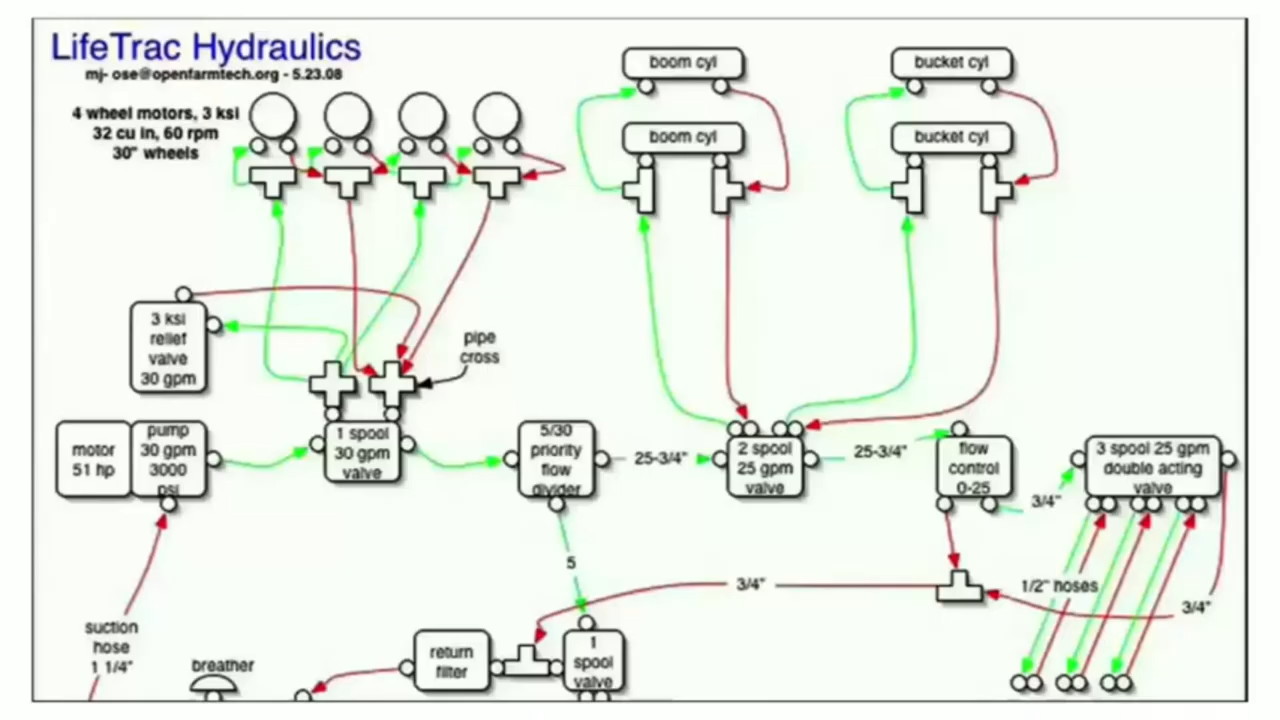 LifeTrac Hydraulics
mj- ose@openfarmtech.org - 5.23.08
4 wheel motors, 3 ksi
32 cu in, 60 rpm
30" wheels
boom cyl
bucket cyl
boom cyl
bucket cyl
3 ksi
relief
valve
30 gpm
pipe
cross
motor
51 hp
pump
30 gpm
3000
psi
1 spool
30 gpm
valve
5/30
priority
flow
divider
25-3/4"
2 spool
25 gpm
valve
25-3/4"
flow
control
0-25
3/4"
3 spool 25 gpm
double acting
valve
5
3/4"
1/2" hoses
3/4"
suction
hose
1 1/4"
breather
return
filter
1
spool
valve